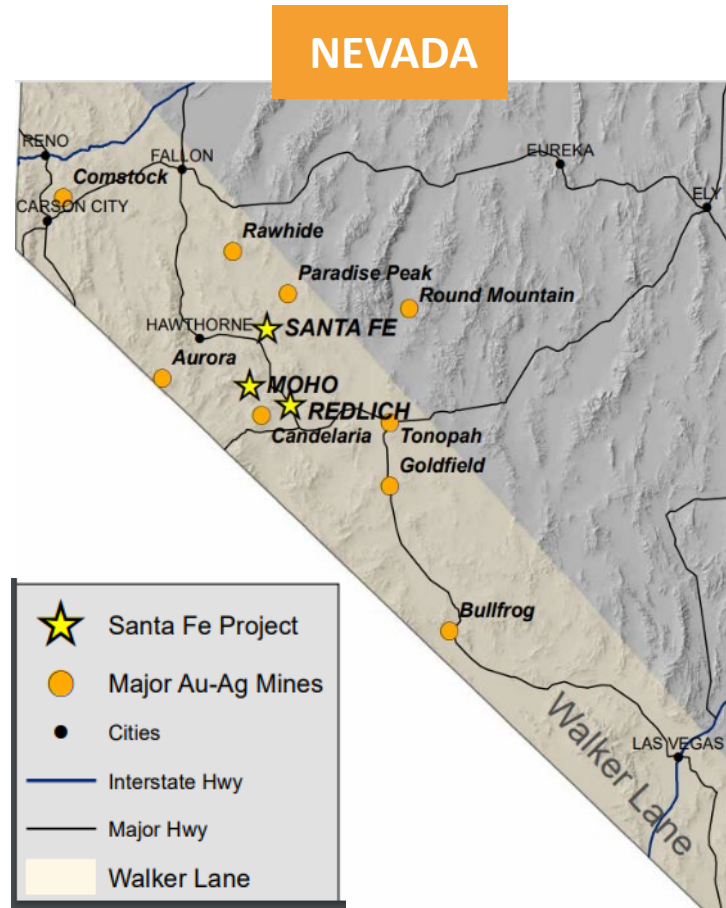 NEVADA
RENO
FALLON
EUREKA
Comstock
ELY
CARSON CITY
Rawhide
Paradise Peak
Round Mountain
HAWTHORNE
SANTA FE
Aurora
MOHO
REDLICH
Candelaria
Tonopah
Goldfield
Bullfrog
Walker Lane
LAS VEGAS
Santa Fe Project
Major Au-Ag Mines
Cities
Interstate Hwy
Major Hwy
Walker Lane